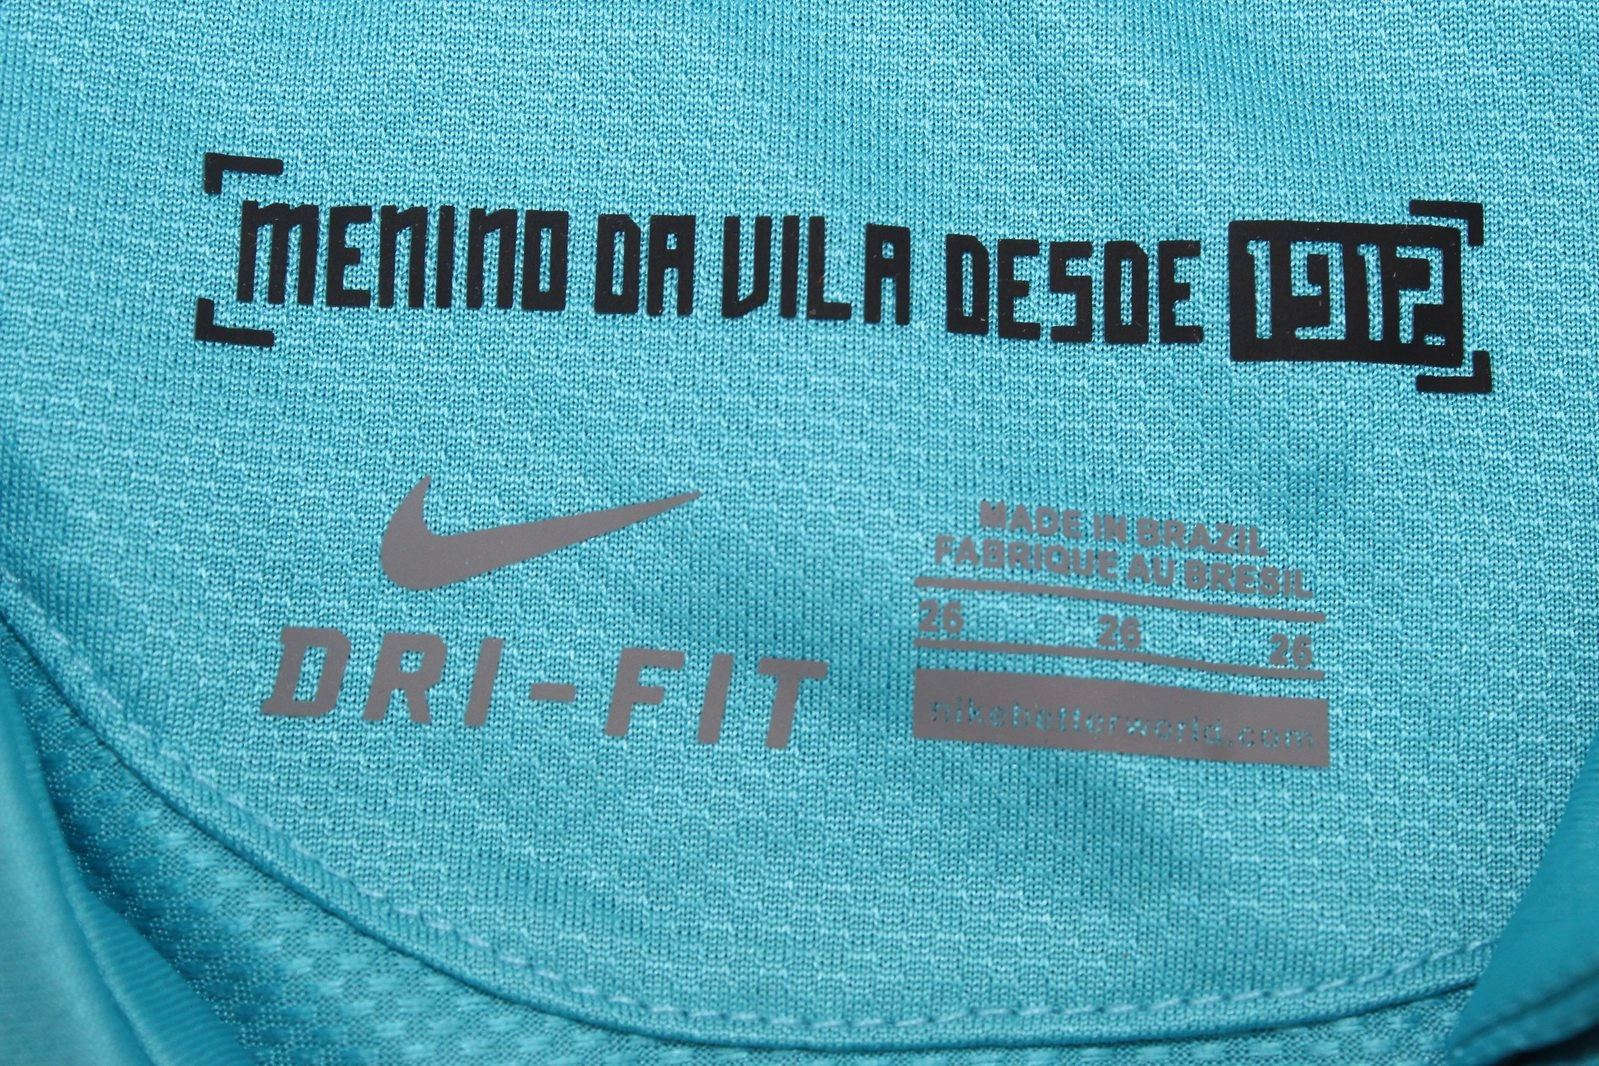 MENINO DA VILA DESDE 1912
DRI-FIT
MADE IN BRAZIL
FABRIQUE AU BRESIL
26 26 26
nikebetterworld.com